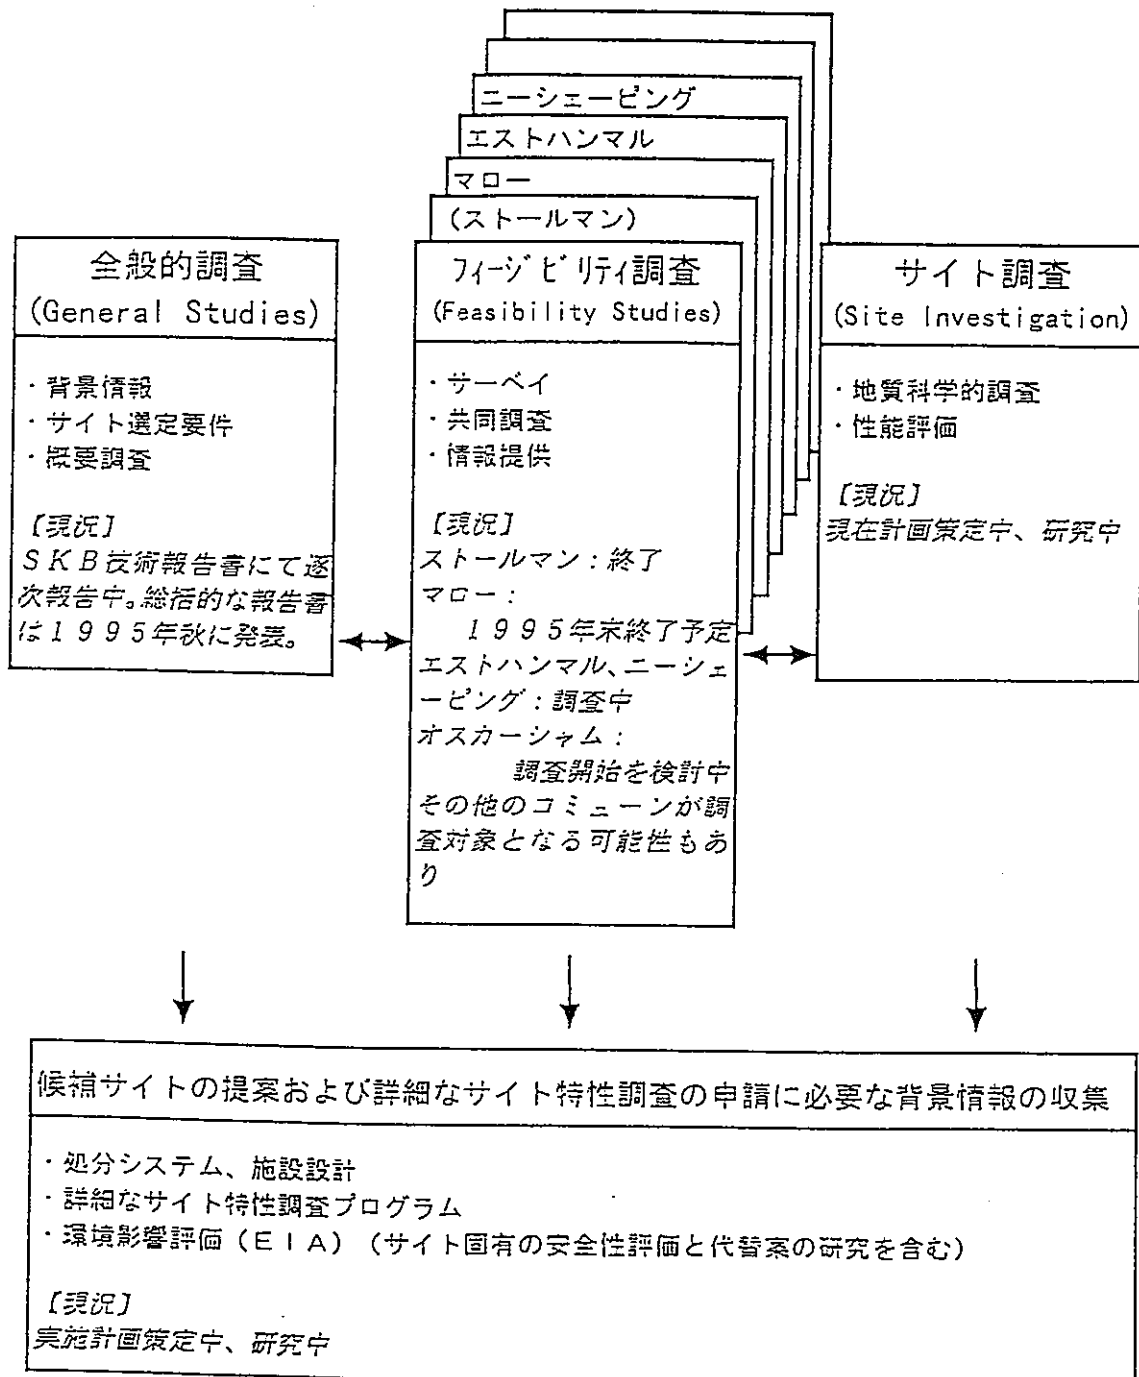 ニーシェーピング
エストハンマル
マロー
(ストールマン)
全般的調査
(General Studies)
・背景情報
・サイト選定要件
・概要調査
【現況】
ＳＫＢ技術報告書にて逐
次報告中。総括的な報告書
は１９９５年秋に発表。
フィージビリティ調査
(Feasibility Studies)
・サーベイ
・共同調査
・情報提供
【現況】
ストールマン：終了
マロー：
１９９５年末終了予定
エストハンマル、ニーシェ
ーピング：調査中
オスカーシャム：
調査開始を検討中
その他のコミューンが調
査対象となる可能性もあ
り
サイト調査
(Site Investigation)
・地質科学的調査
・性能評価
【現況】
現在計画策定中、研究中
候補サイトの提案および詳細なサイト特性調査の申請に必要な背景情報の収集
・処分システム、施設設計
・詳細なサイト特性調査プログラム
・環境影響評価（ＥＩＡ）（サイト固有の安全性評価と代替案の研究を含む）
【現況】
実施計画策定中、研究中